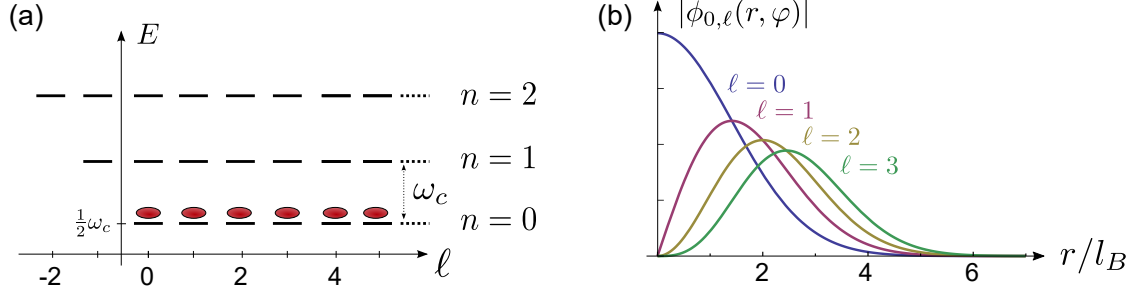 (a)
E
n = 2
n = 1
ω_c
½ω_c
n = 0
-2 0 2 4 ℓ
(b)
|ϕ_{0,ℓ}(r, φ)|
ℓ = 0
ℓ = 1
ℓ = 2
ℓ = 3
2 4 6 r/l_B